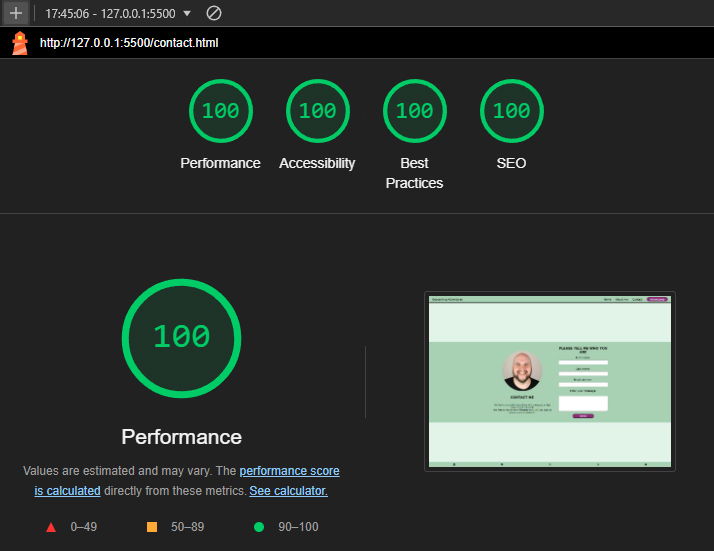 17:45:06 - 127.0.0.1:5500
http://127.0.0.1:5500/contact.html
100 100 100 100
Performance Accessibility Best Practices SEO
100
Performance
Values are estimated and may vary. The performance score
is calculated directly from these metrics. See calculator.
0–49 50–89 90–100
PLEASE TELL ME WHO YOU
CONTACT ME